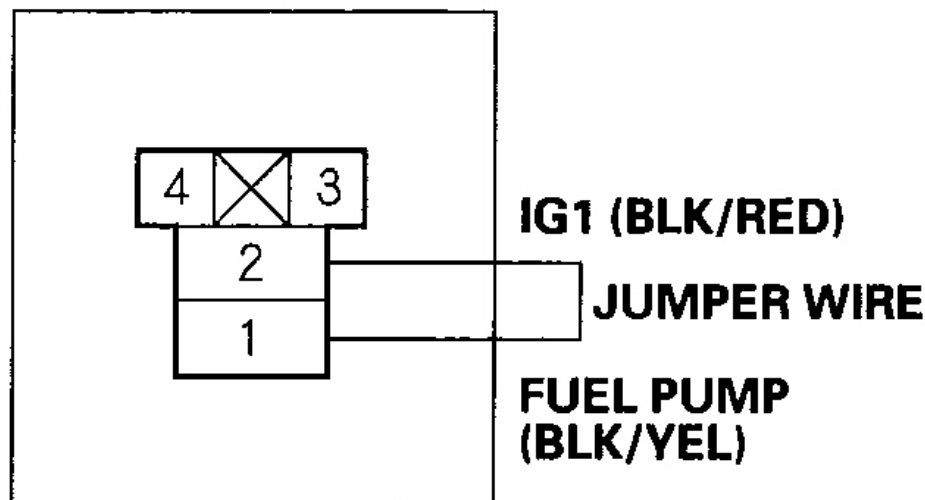 4 3
IG1 (BLK/RED)
2
JUMPER WIRE
1
FUEL PUMP
(BLK/YEL)